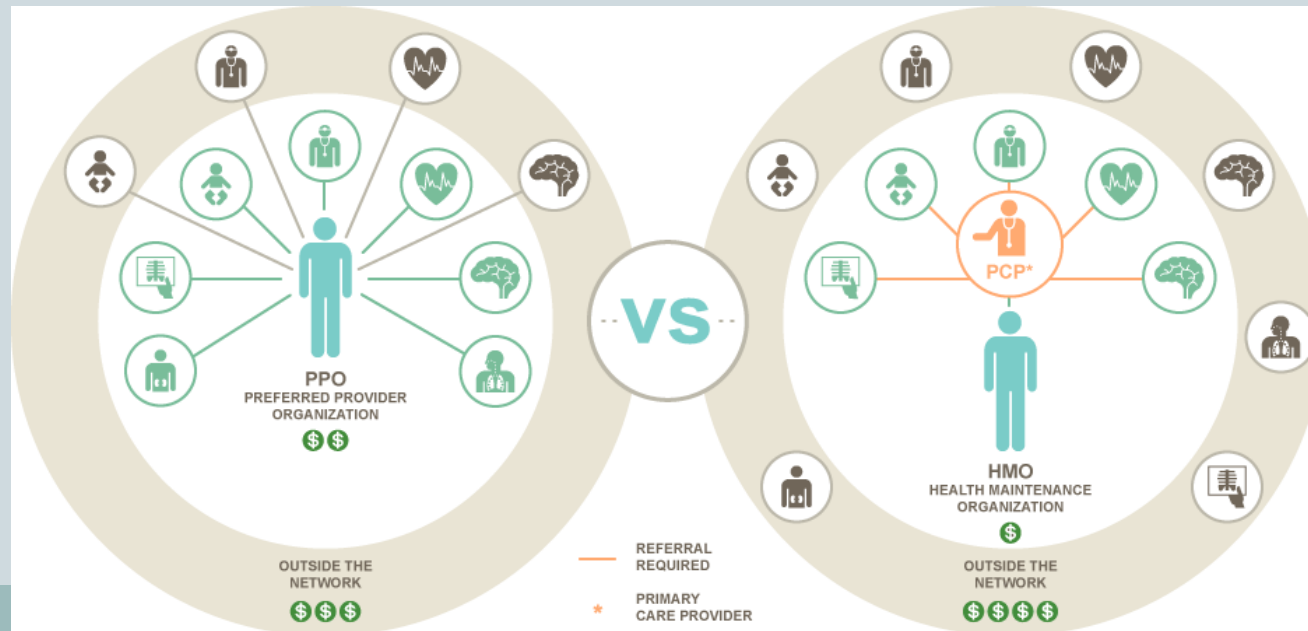 PPO
PREFERRED PROVIDER
ORGANIZATION
$ $
OUTSIDE THE
NETWORK
$ $ $
VS
REFERRAL
REQUIRED
* PRIMARY
CARE PROVIDER
PCP*
HMO
HEALTH MAINTENANCE
ORGANIZATION
$
OUTSIDE THE
NETWORK
$ $ $ $